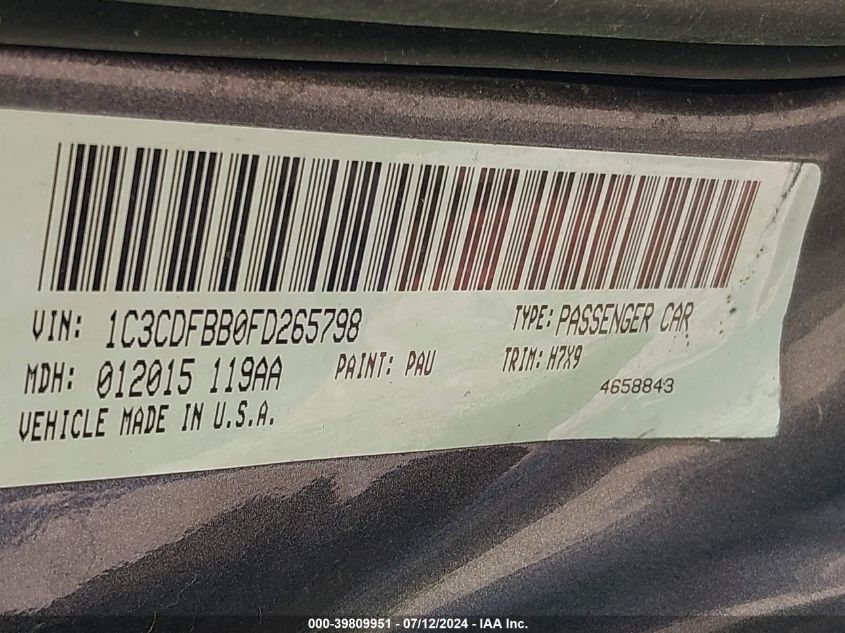 VIN: 1C3CDFBB0FD265798 TYPE: PASSENGER CAR
MDH: 012015 119AA PAINT: PAU TRIM: H7X9
VEHICLE MADE IN U.S.A. 4658843
000-39809951 - 07/12/2024 - © IAA Inc.